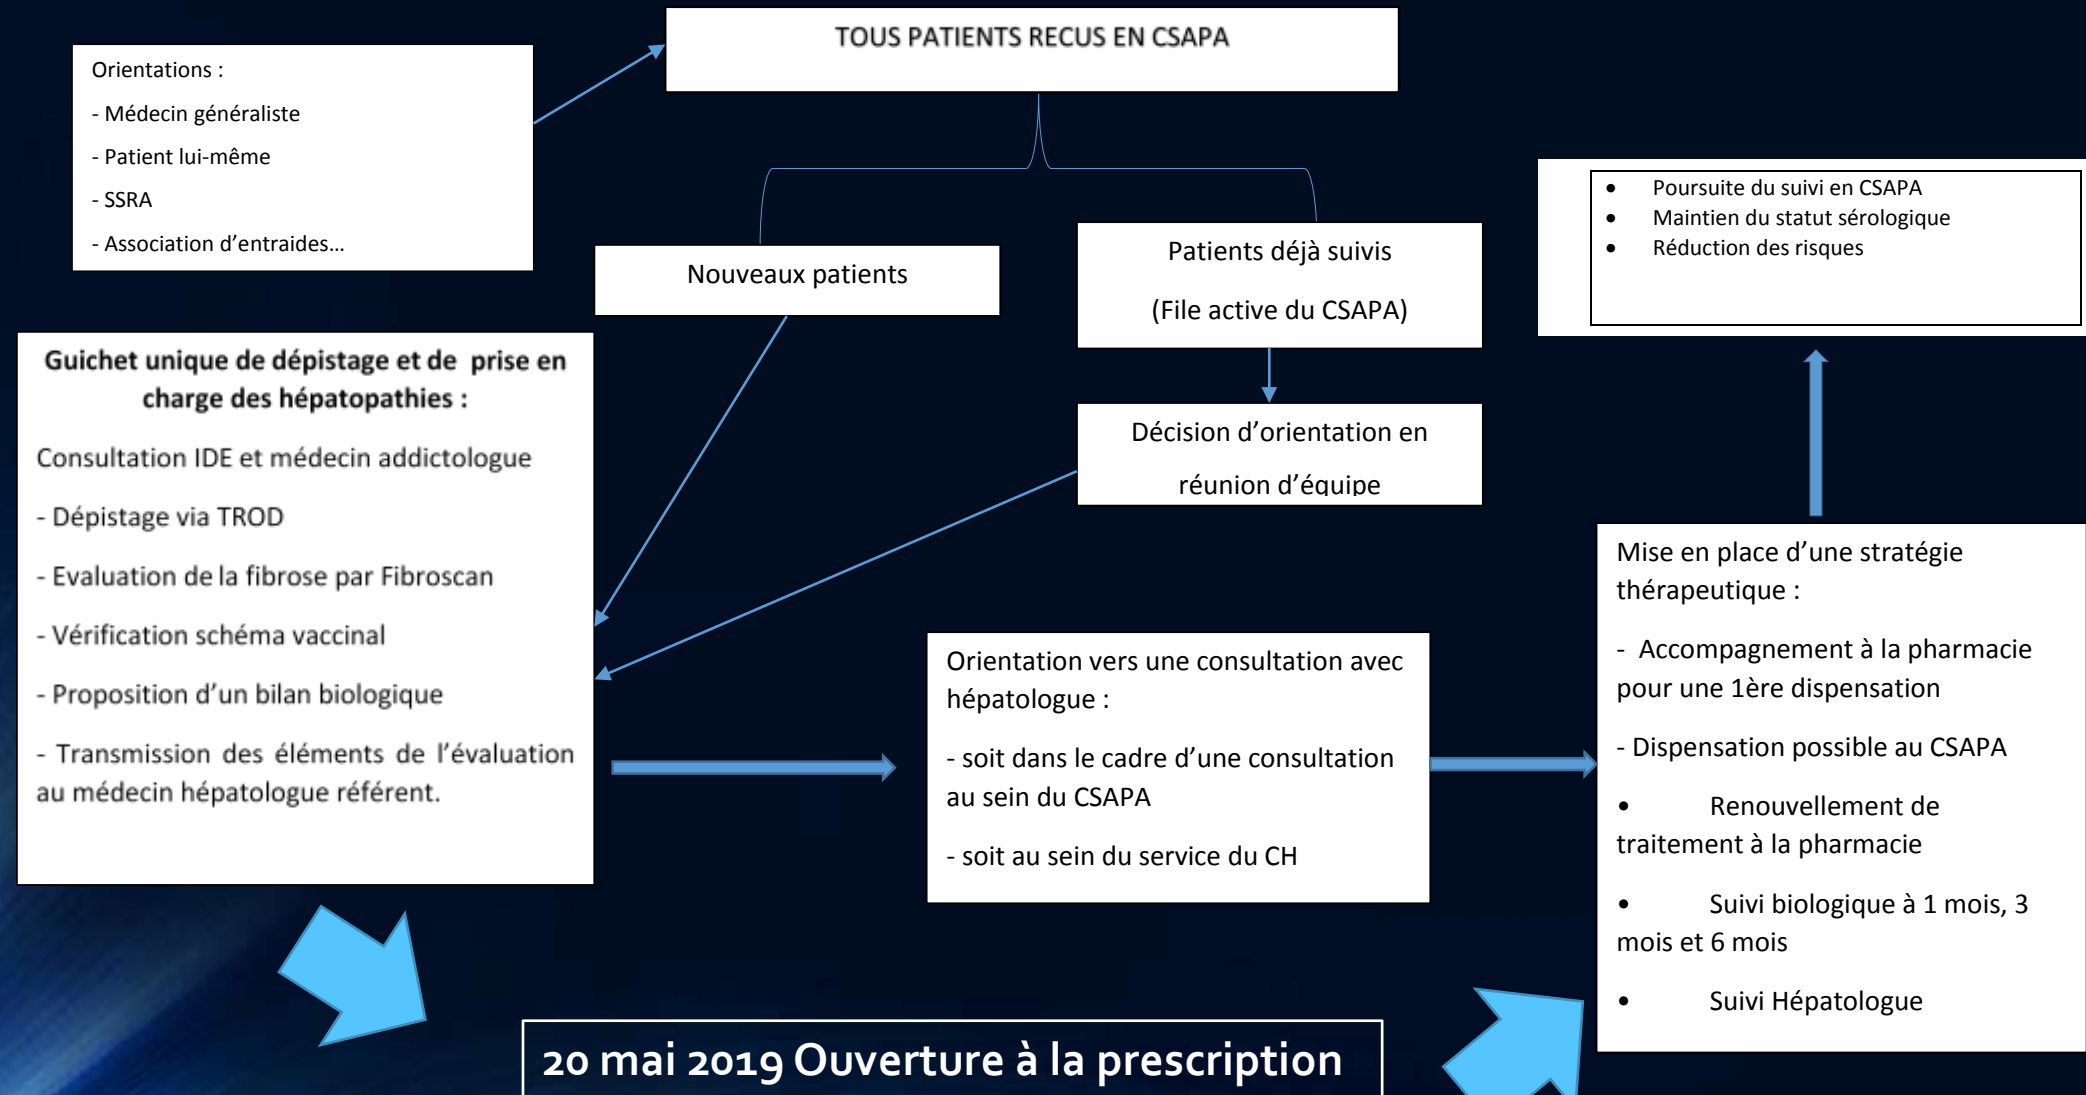 TOUS PATIENTS RECUS EN CSAPA
Orientations :
- Médecin généraliste
- Patient lui-même
- SSRA
- Association d'entraides…
Nouveaux patients
Patients déjà suivis
(File active du CSAPA)
• Poursuite du suivi en CSAPA
• Maintien du statut sérologique
• Réduction des risques
Guichet unique de dépistage et de prise en
charge des hépatopathies :
Consultation IDE et médecin addictologue
- Dépistage via TROD
- Evaluation de la fibrose par Fibroscan
- Vérification schéma vaccinal
- Proposition d'un bilan biologique
- Transmission des éléments de l'évaluation
au médecin hépatologue référent.
Décision d'orientation en
réunion d'équipe
Orientation vers une consultation avec
hépatologue :
- soit dans le cadre d'une consultation
au sein du CSAPA
- soit au sein du service du CH
Mise en place d'une stratégie
thérapeutique :
- Accompagnement à la pharmacie
pour une 1ère dispensation
- Dispensation possible au CSAPA
• Renouvellement de
traitement à la pharmacie
• Suivi biologique à 1 mois, 3
mois et 6 mois
• Suivi Hépatologue
20 mai 2019 Ouverture à la prescription